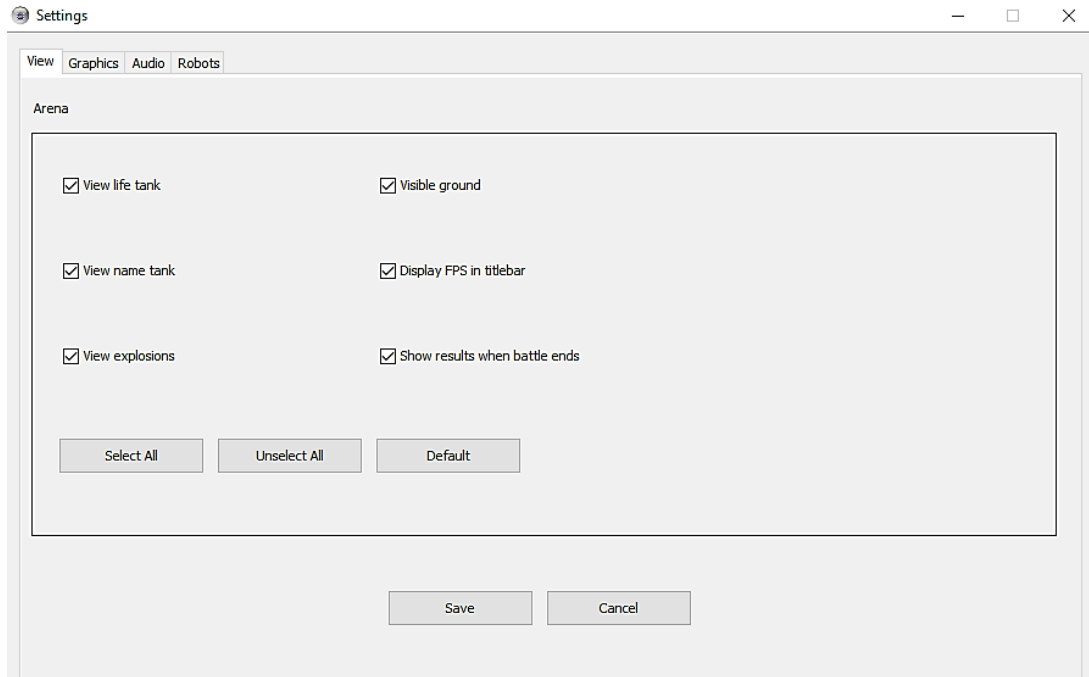 Settings
View Graphics Audio Robots
Arena
View life tank Visible ground
View name tank Display FPS in titlebar
View explosions Show results when battle ends
Select All Unselect All Default
Save Cancel